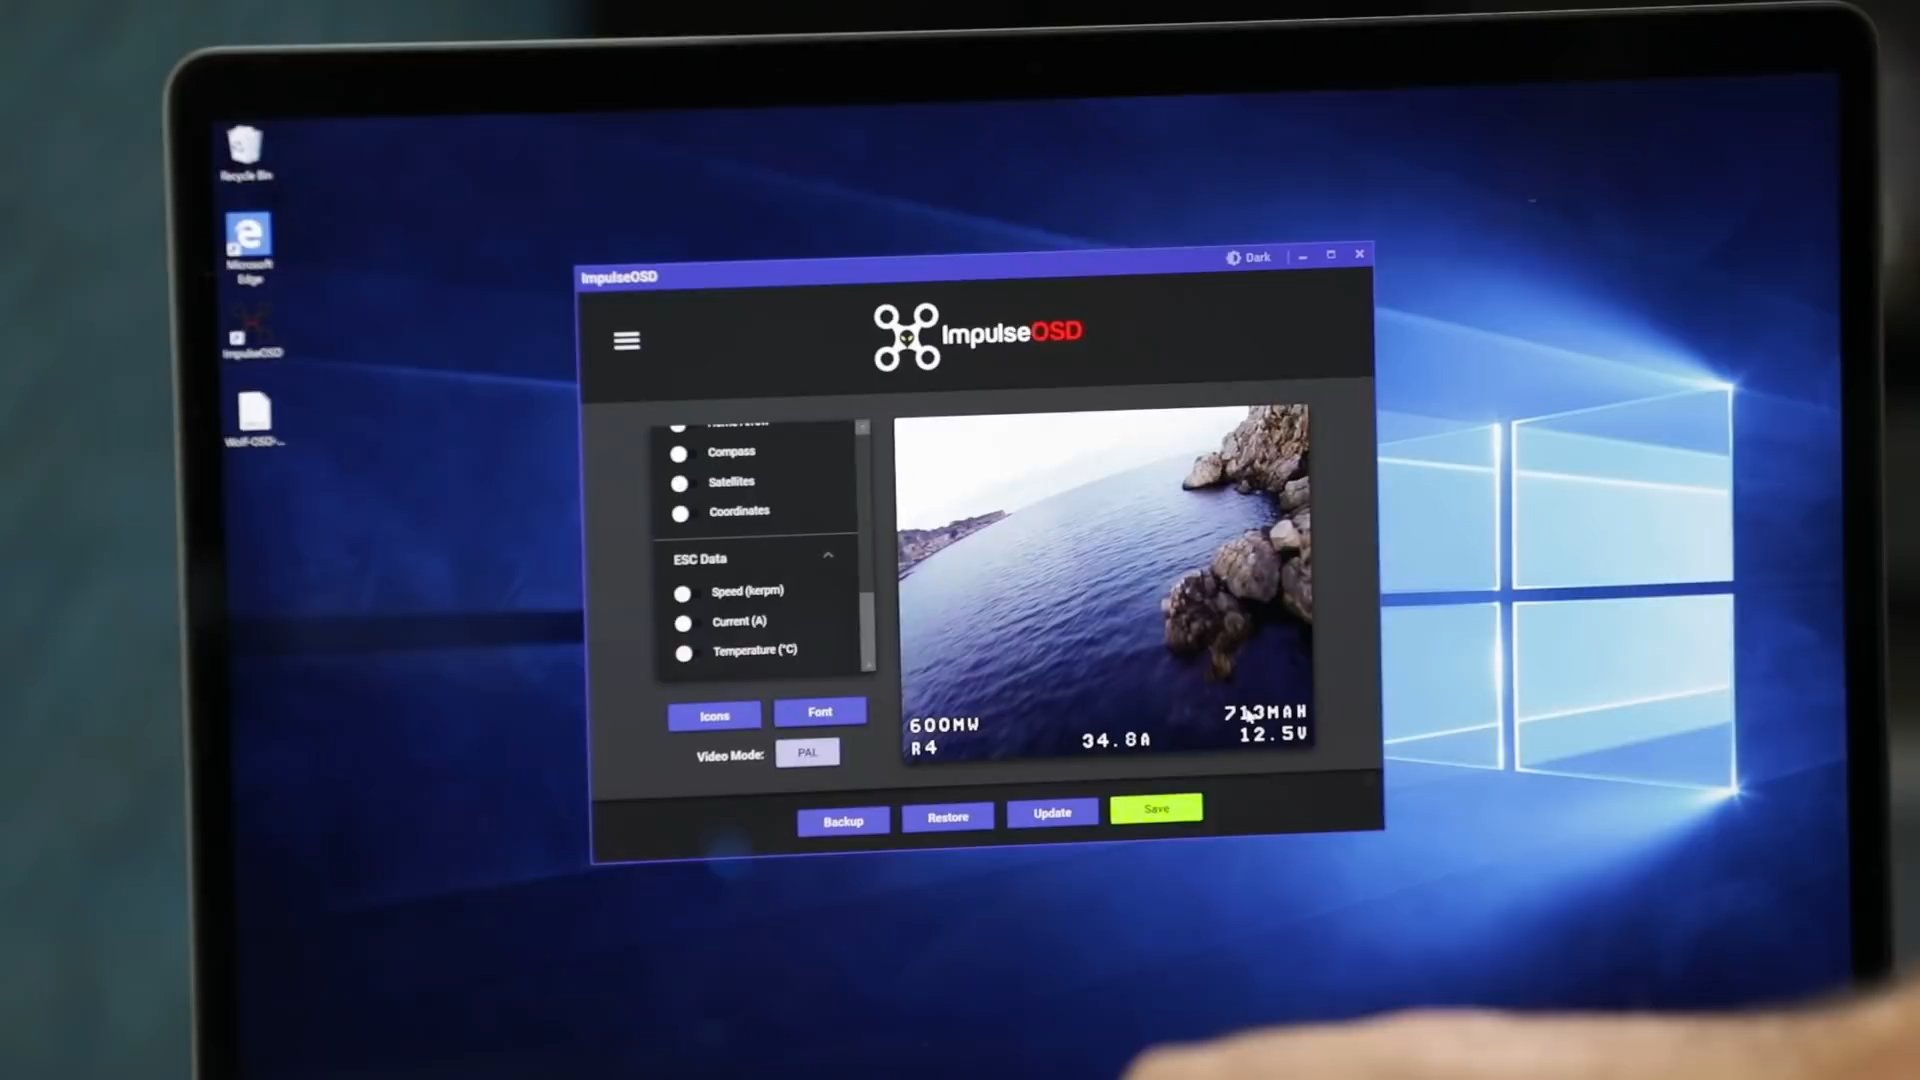 Recycle Bin
Microsoft
Edge
ImpulseOSD
Wolf-OSD-...
ImpulseOSD
Dark
ImpulseOSD
Compass
Satellites
Coordinates
ESC Data
Speed (kerpm)
Current (A)
Temperature (°C)
Icons
Font
Video Mode:
PAL
600MW
R4
34.8A
713MAH
12.5V
Backup
Restore
Update
Save